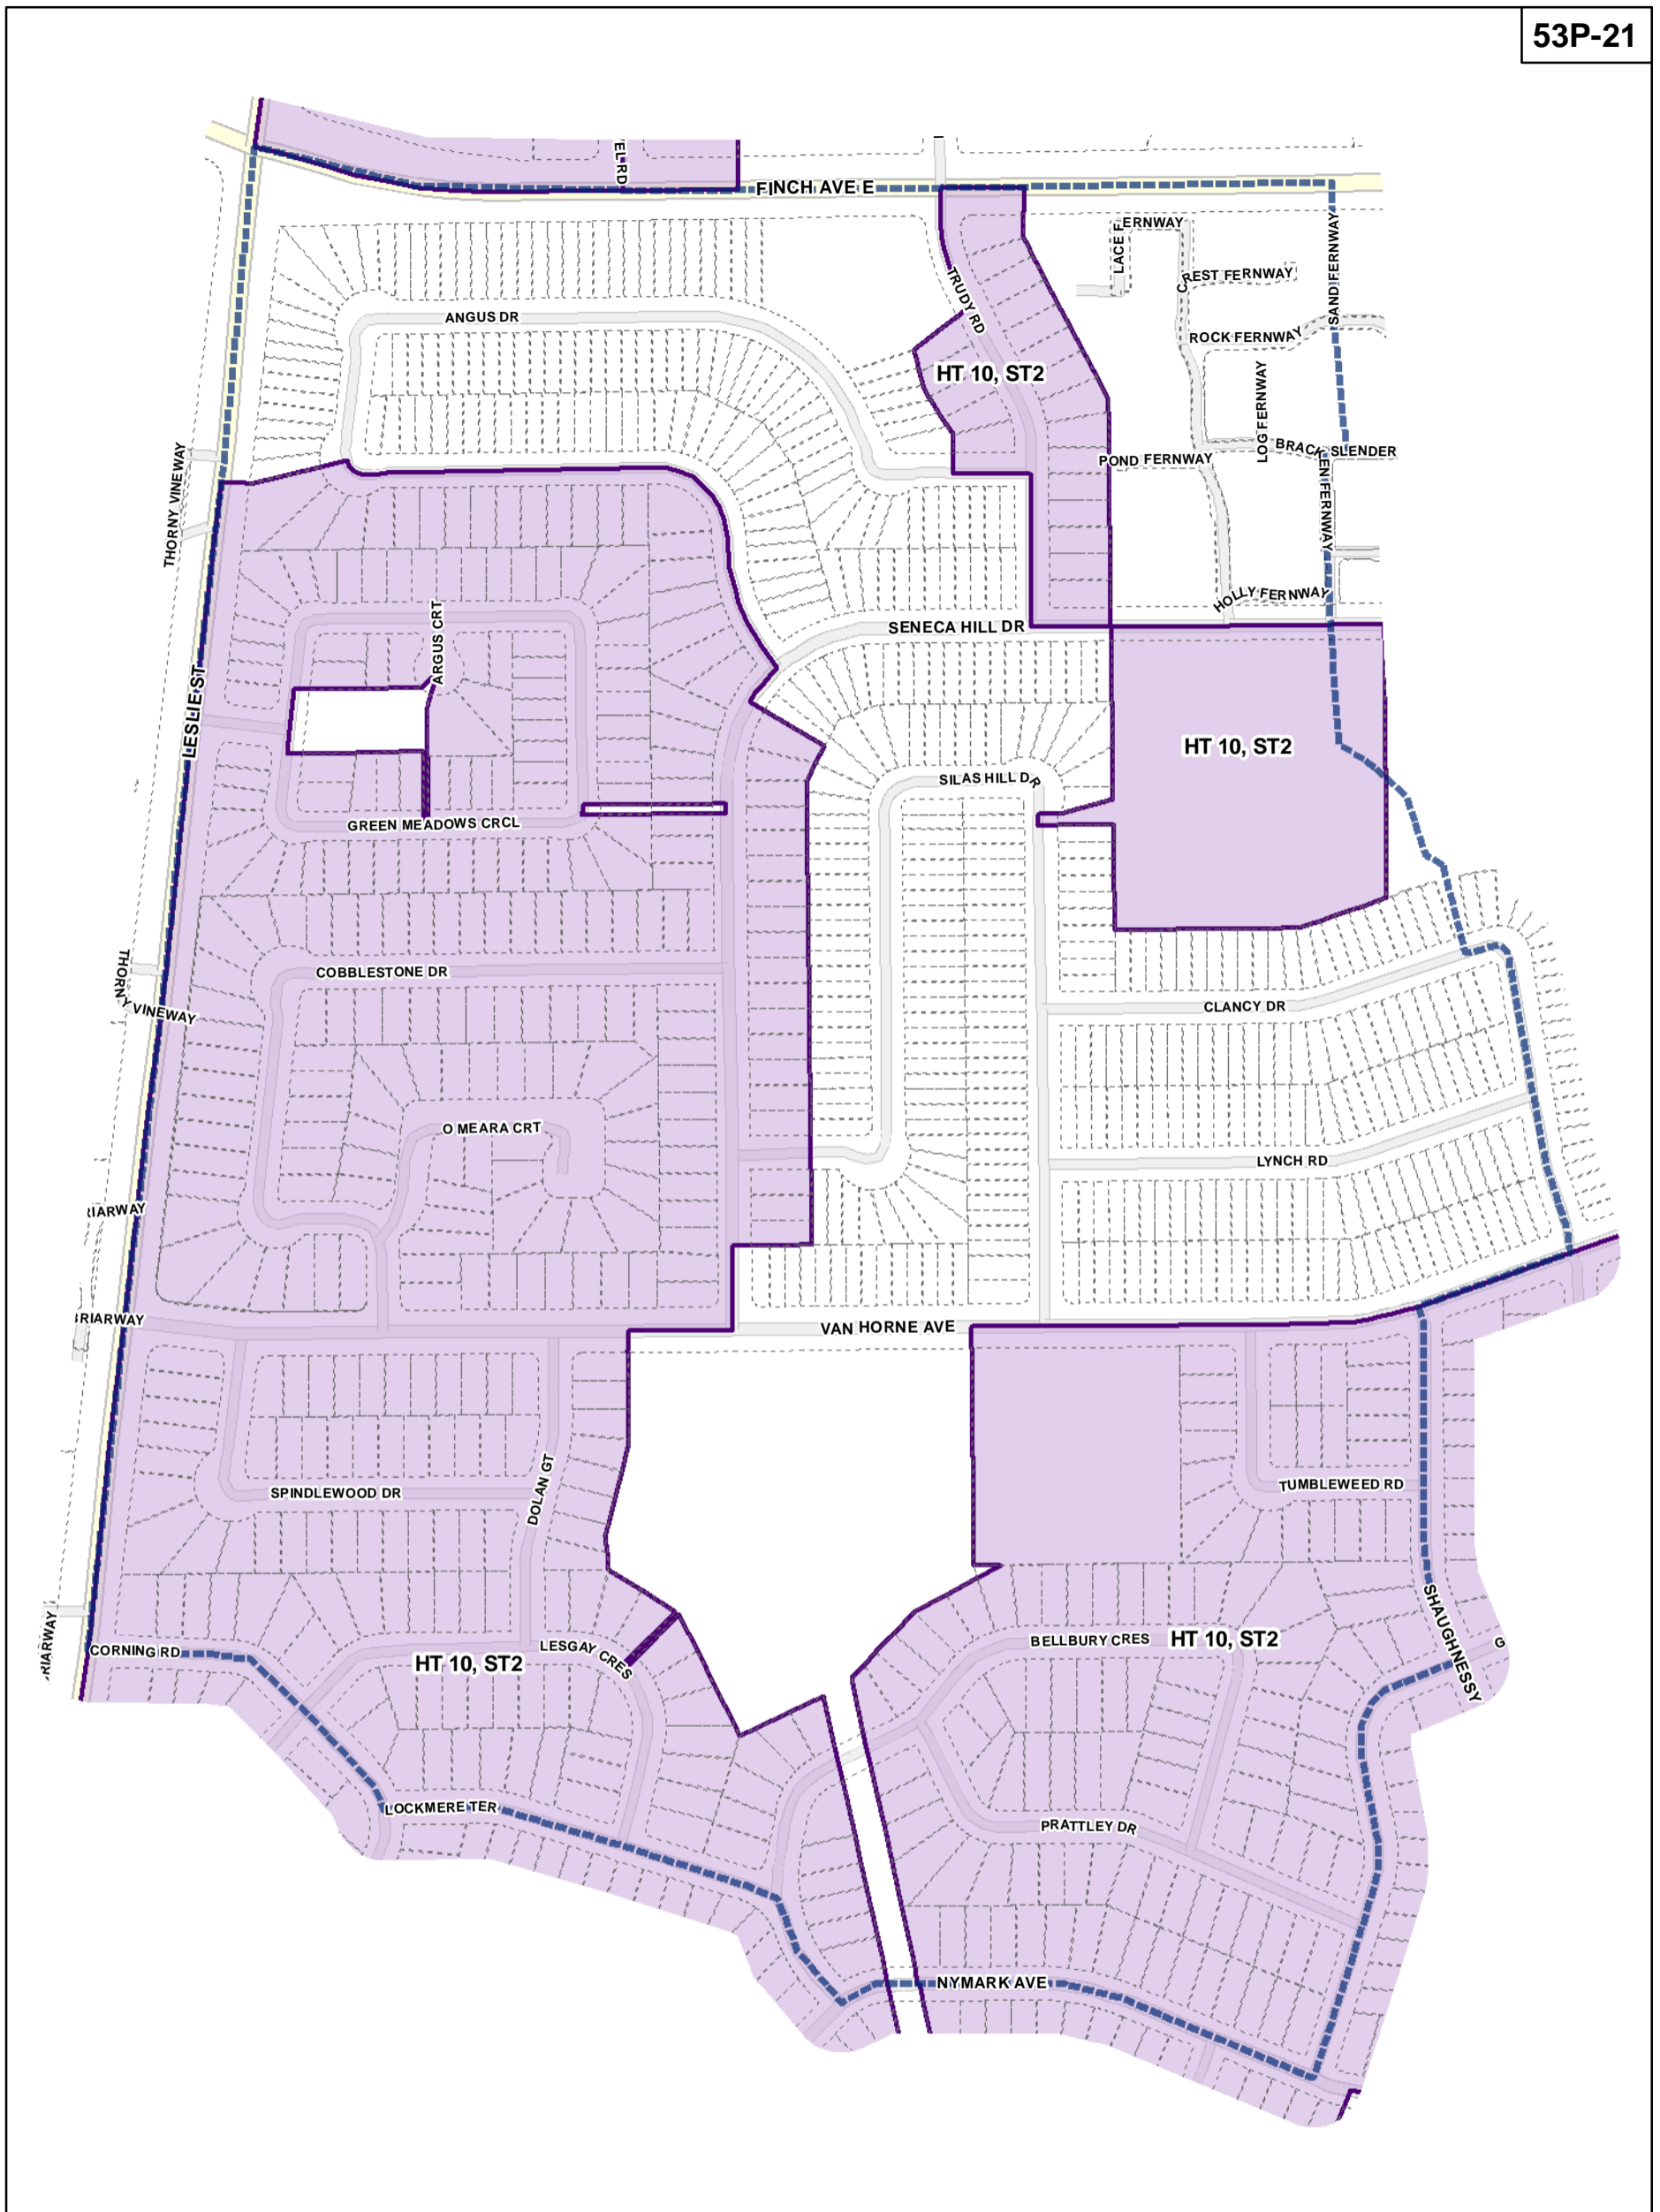 53P-21
EL RD
FINCH AVE E
LACE FERNWAY
CREST FERNWAY
SAND FERNWAY
TRUDY RD
ANGUS DR
ROCK FERNWAY
HT 10, ST2
LOG FERNWAY
BRACK
SLENDER
POND FERNWAY
THORNY VINEWAY
EN FERNWAY
HOLLY FERNWAY
SENECA HILL DR
ARGUS CRT
LESLIE ST
HT 10, ST2
SILAS HILL DR
GREEN MEADOWS CRCL
COBBLESTONE DR
THORNY VINEWAY
CLANCY DR
O MEARA CRT
LYNCH RD
RIARWAY
BRIARWAY
VAN HORNE AVE
TUMBLEWEED RD
SPINDLEWOOD DR
DOLAN GT
SHAUGHNESSY
G
BELLBURY CRES
HT 10, ST2
CORNING RD
LESGAY CRES
HT 10, ST2
RIARWAY
LOCKMERE TER
PRATTLEY DR
NYMARK AVE